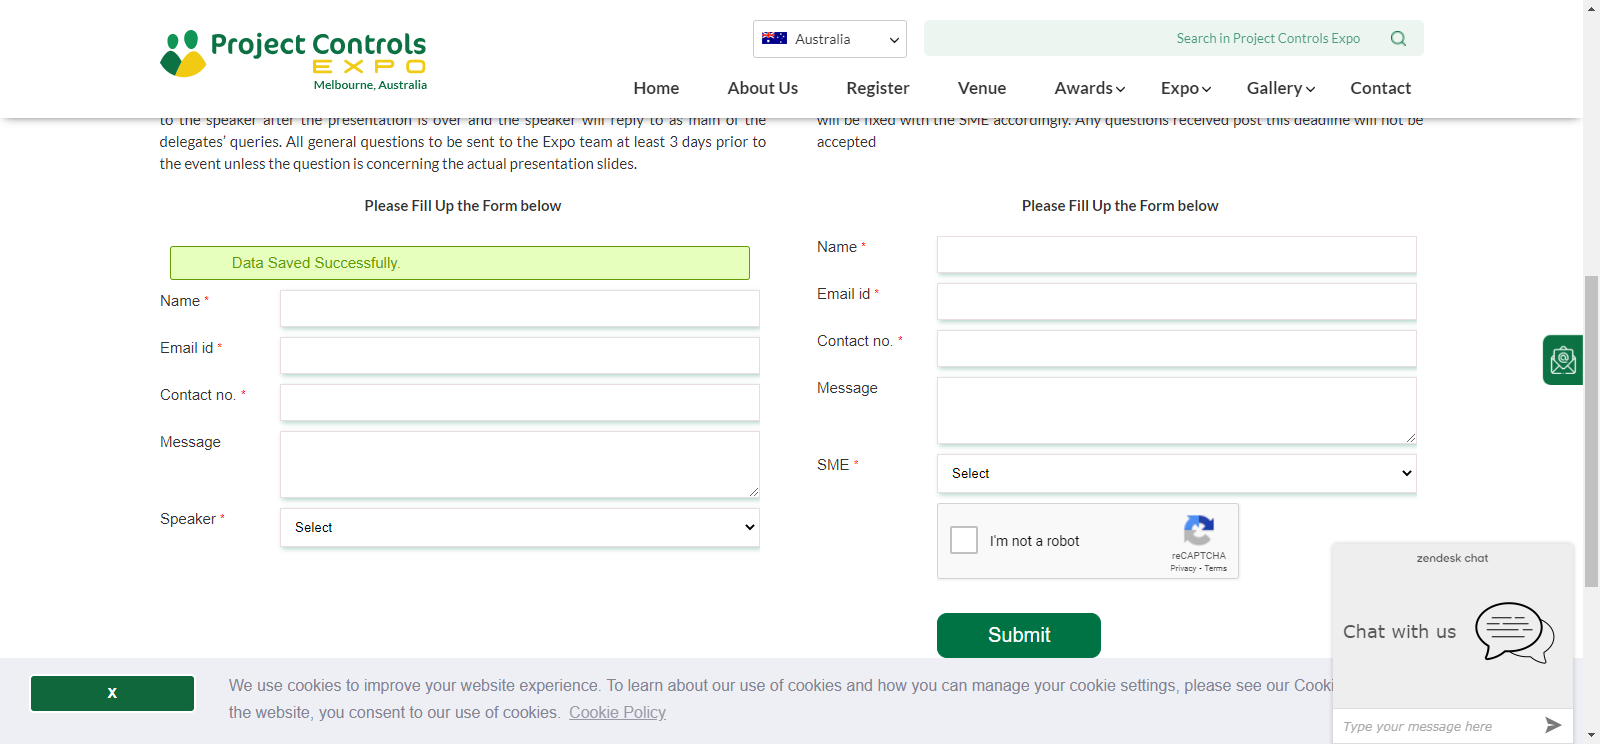 Project Controls
EXPO
Melbourne, Australia
Australia
Search in Project Controls Expo
Home About Us Register Venue Awards Expo Gallery Contact
to the speaker after the presentation is over and the speaker will reply to as main of the
delegates' queries. All general questions to be sent to the Expo team at least 3 days prior to
the event unless the question is concerning the actual presentation slides.
Please Fill Up the Form below
Data Saved Successfully.
Name *
Email id *
Contact no. *
Message
Speaker *
Select
will be fixed with the SME accordingly. Any questions received post this deadline will not be
accepted
Please Fill Up the Form below
Name *
Email id *
Contact no. *
Message
SME *
Select
I'm not a robot
reCAPTCHA
Privacy - Terms
Submit
zendesk chat
Chat with us
Type your message here
x
We use cookies to improve your website experience. To learn about our use of cookies and how you can manage your cookie settings, please see our Cooki
the website, you consent to our use of cookies. Cookie Policy